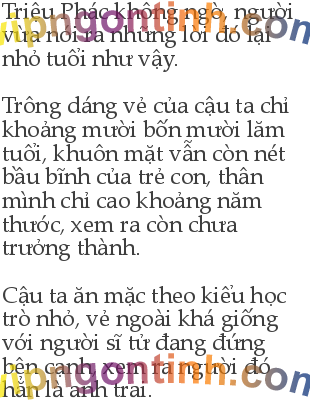 Triệu Phác không ngờ, người
vừa nói ra những lời đó lại
nhỏ tuổi như vậy.
Trông dáng vẻ của cậu ta chỉ
khoảng mười bốn mười lăm
tuổi, khuôn mặt vẫn còn nét
bầu bĩnh của trẻ con, thân
mình chỉ cao khoảng năm
thước, xem ra còn chưa
trưởng thành.
Cậu ta ăn mặc theo kiểu học
trò nhỏ, vẻ ngoài khá giống
với người sĩ tử đang đứng
bên cạnh, xem ra người đó
hẳn là anh trai.
vipngontinh.com
vipngontinh.com